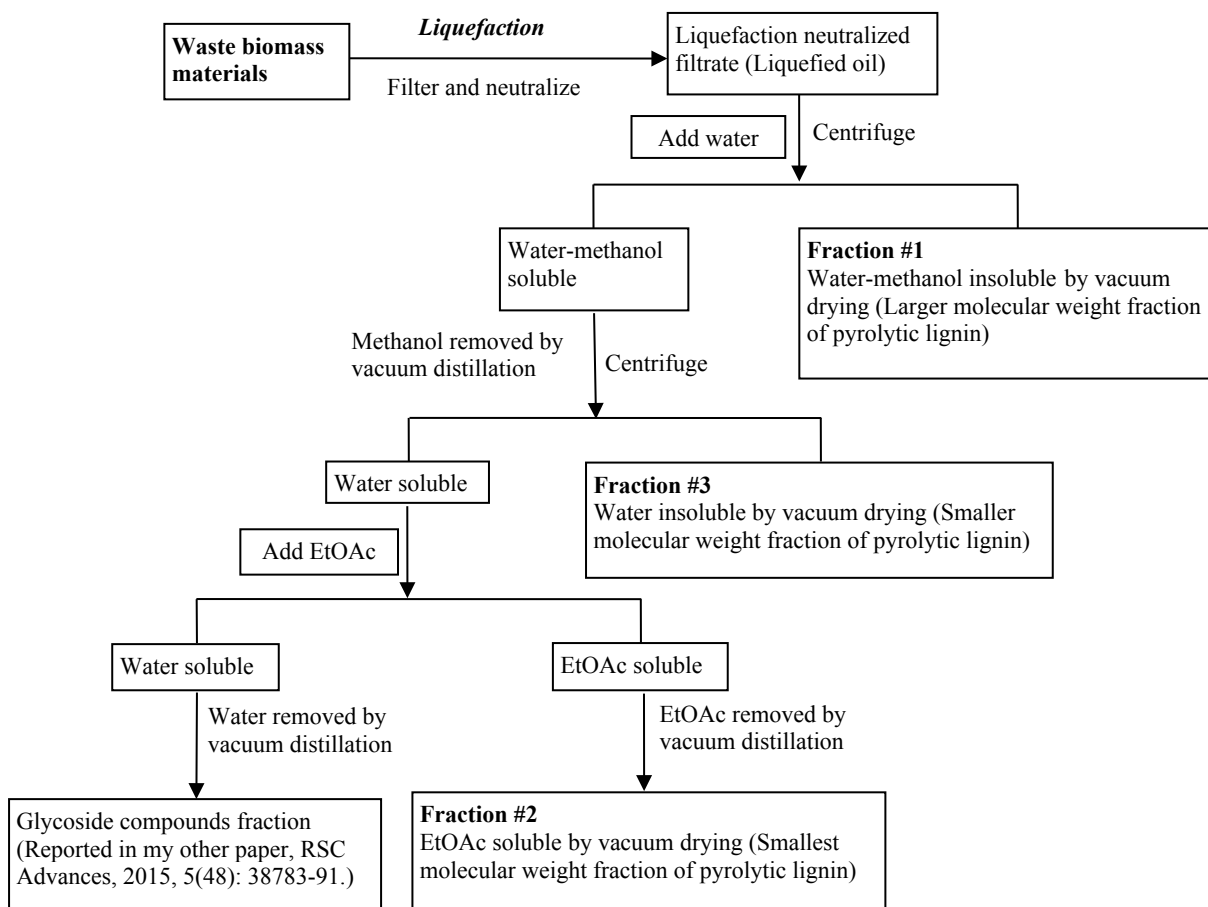 Waste biomass
materials
Liquefaction
Filter and neutralize
Liquefaction neutralized
filtrate (Liquefied oil)
Add water
Centrifuge
Water-methanol
soluble
Fraction #1
Water-methanol insoluble by vacuum
drying (Larger molecular weight fraction
of pyrolytic lignin)
Methanol removed by
vacuum distillation
Centrifuge
Water soluble
Fraction #3
Water insoluble by vacuum drying (Smaller
molecular weight fraction of pyrolytic lignin)
Add EtOAc
Water soluble
EtOAc soluble
Water removed by
vacuum distillation
EtOAc removed by
vacuum distillation
Glycoside compounds fraction
(Reported in my other paper, RSC
Advances, 2015, 5(48): 38783-91.)
Fraction #2
EtOAc soluble by vacuum drying (Smallest
molecular weight fraction of pyrolytic lignin)